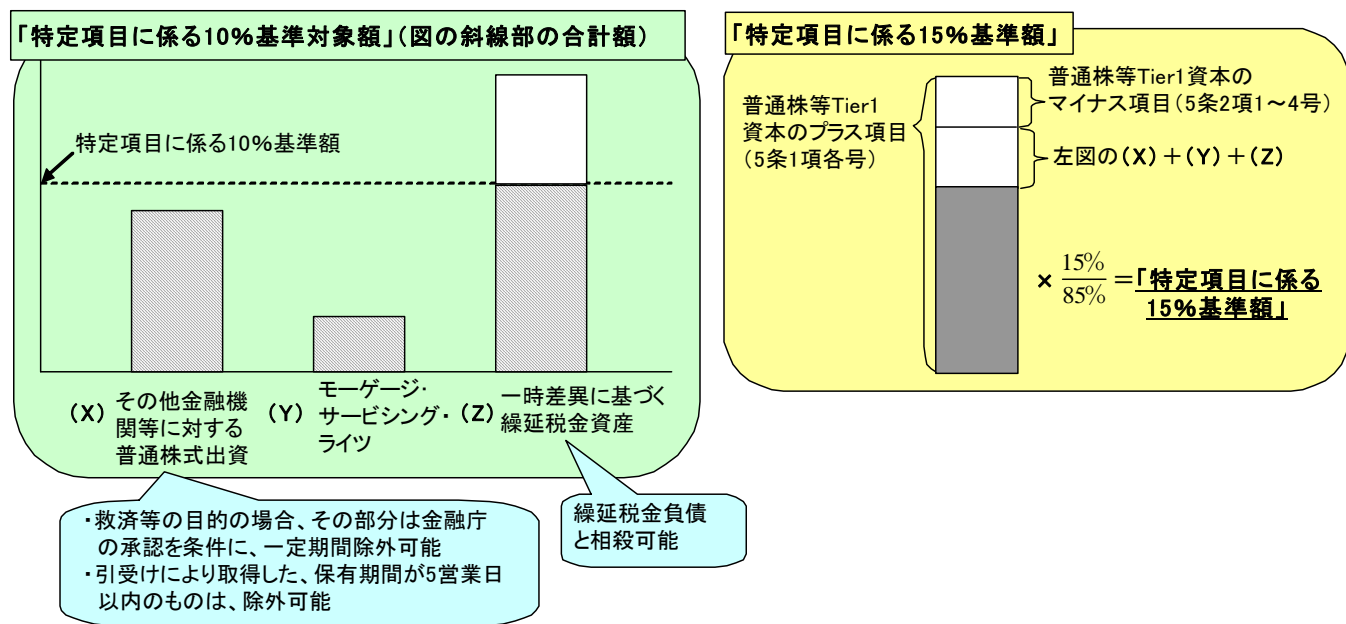 「特定項目に係る10％基準対象額」(図の斜線部の合計額)
特定項目に係る10％基準額
(X)
その他金融機
関等に対する
普通株式出資
(Y)
モーゲージ・
サービシング・
ライツ
(Z)
一時差異に基づく
繰延税金資産
・救済等の目的の場合、その部分は金融庁
の承認を条件に、一定期間除外可能
・引受けにより取得した、保有期間が5営業日
以内のものは、除外可能
繰延税金負債
と相殺可能
「特定項目に係る15％基準額」
普通株等Tier1
資本のプラス項目
(5条1項各号)
普通株等Tier1資本の
マイナス項目(5条2項1～4号)
左図の(X)＋(Y)＋(Z)
× 15%/85% ＝「特定項目に係る
15％基準額」